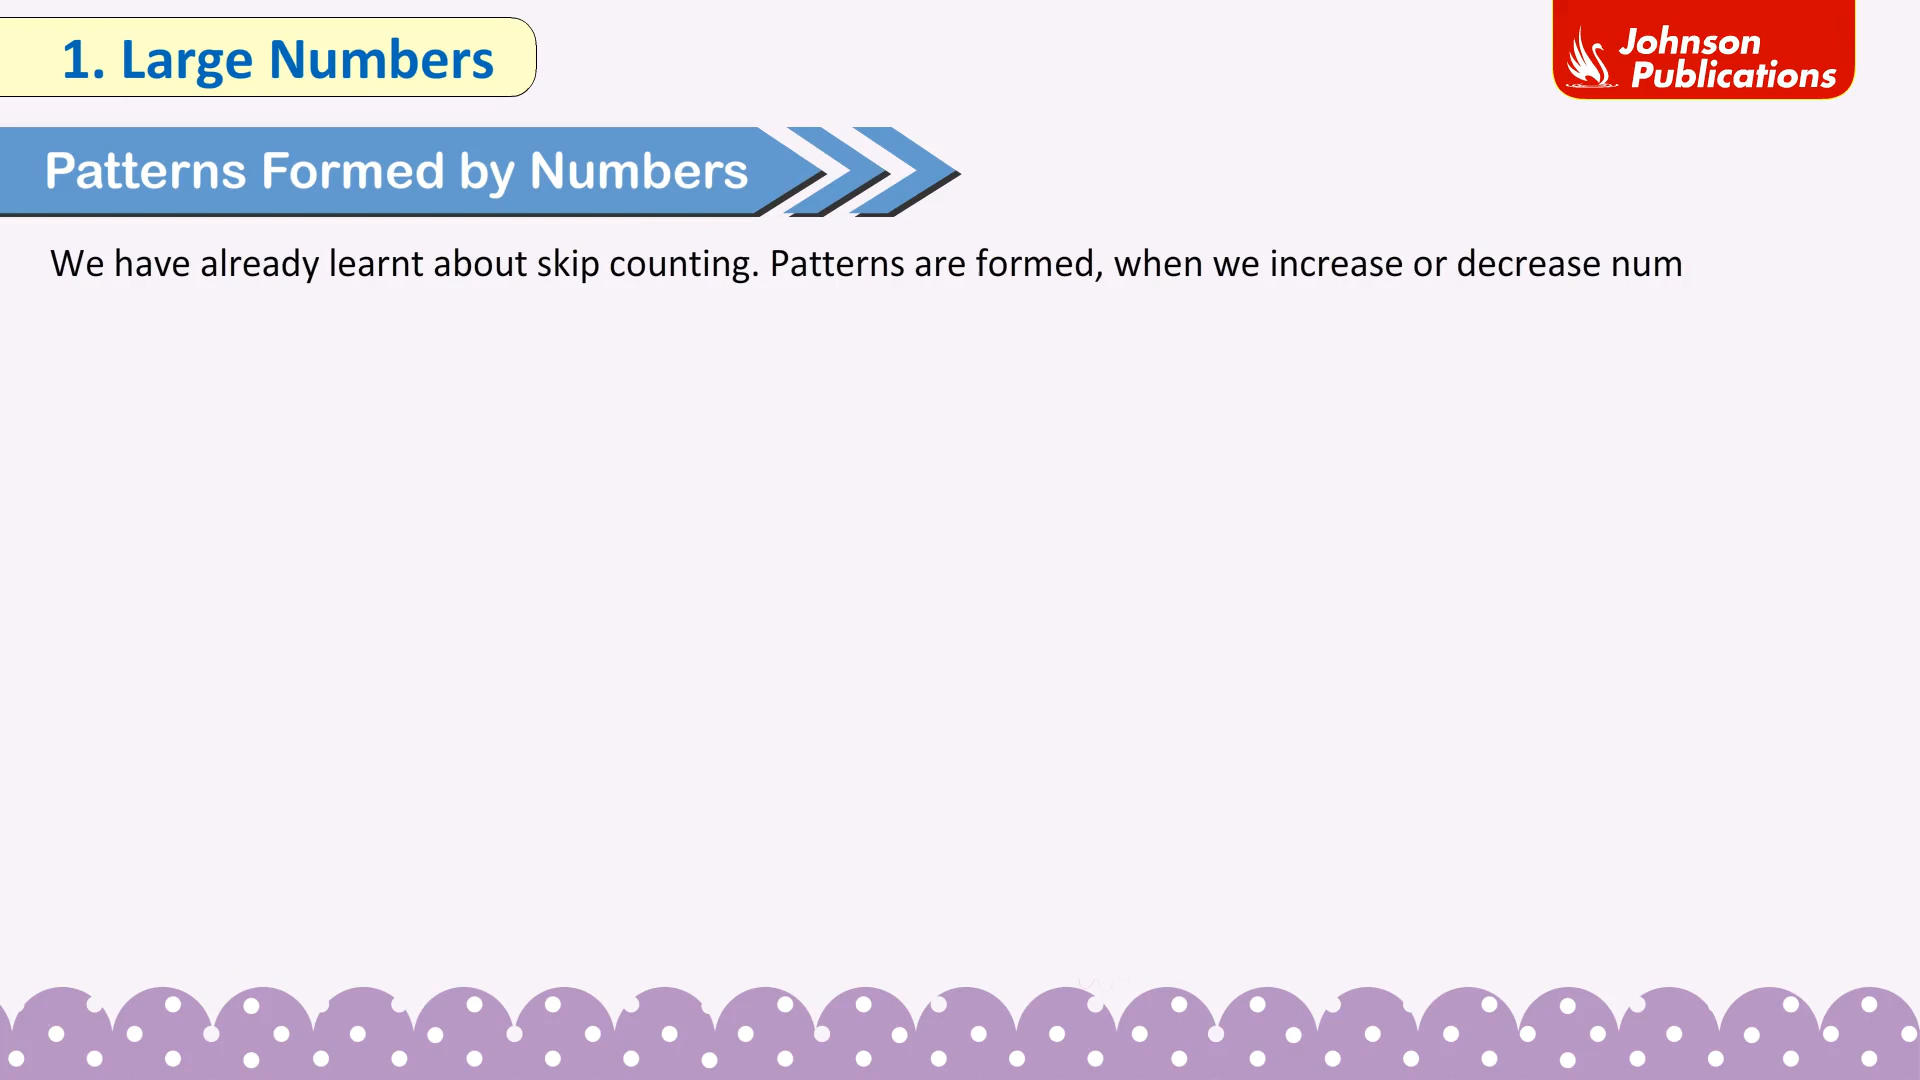 1. Large Numbers
Johnson
Publications
Patterns Formed by Numbers
We have already learnt about skip counting. Patterns are formed, when we increase or decrease num